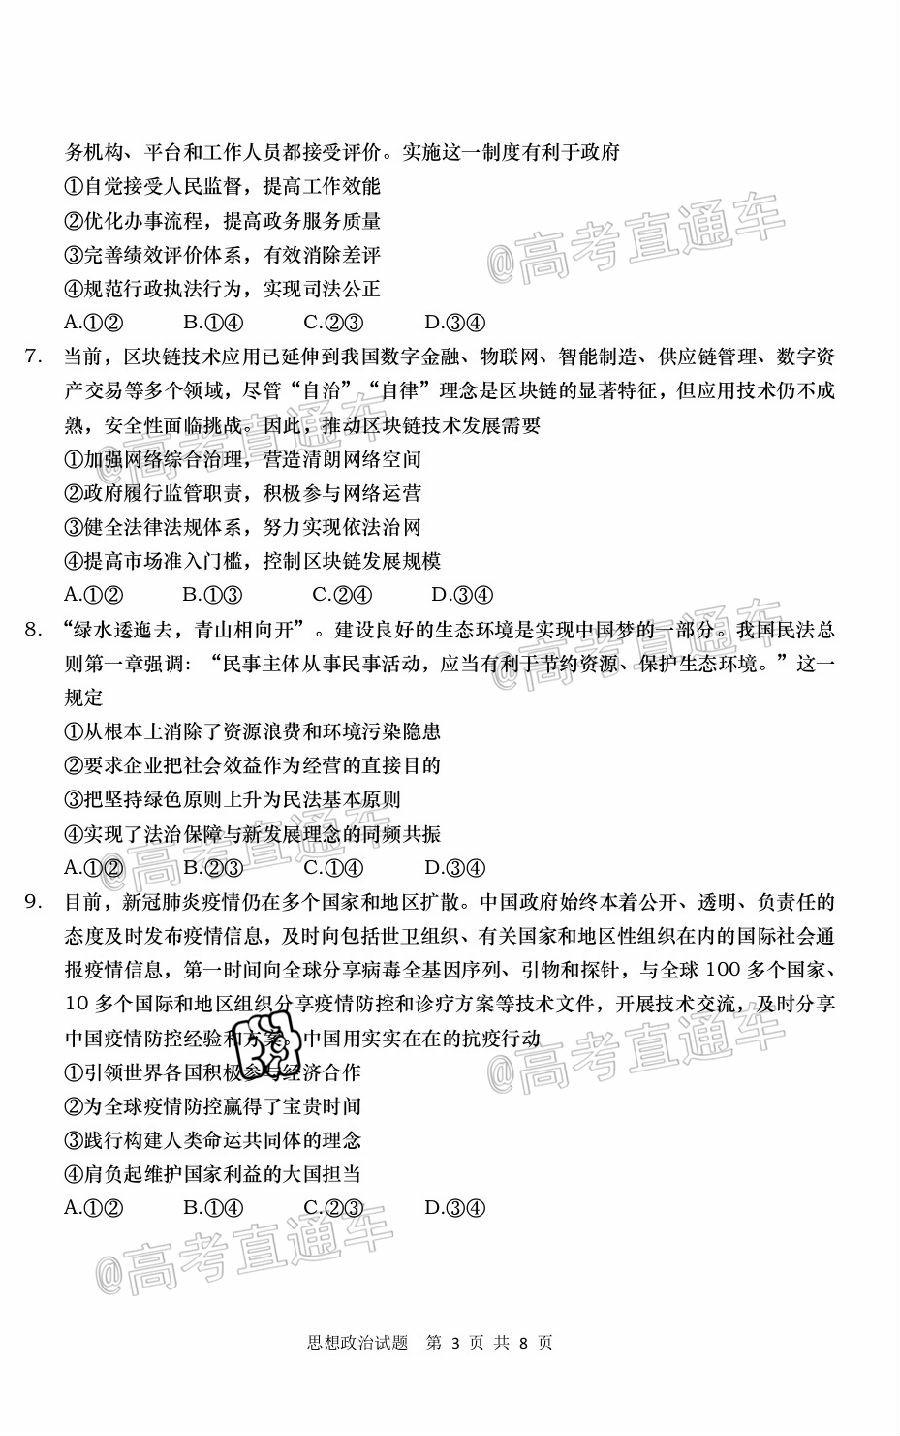 务机构、平台和工作人员都接受评价。实施这一制度有利于政府
①自觉接受人民监督，提高工作效能
②优化办事流程，提高政务服务质量
③完善绩效评价体系，有效消除差评
④规范行政执法行为，实现司法公正
A.①② B.①④ C.②③ D.③④
7. 当前，区块链技术应用已延伸到我国数字金融、物联网、智能制造、供应链管理、数字资
产交易等多个领域，尽管“自治”“自律”理念是区块链的显著特征，但应用技术仍不成
熟，安全性面临挑战。因此，推动区块链技术发展需要
①加强网络综合治理，营造清朗网络空间
②政府履行监管职责，积极参与网络运营
③健全法律法规体系，努力实现依法治网
④提高市场准入门槛，控制区块链发展规模
A.①② B.①③ C.②④ D.③④
8. “绿水逶迤去，青山相向开”。建设良好的生态环境是实现中国梦的一部分。我国民法总
则第一章强调：“民事主体从事民事活动，应当有利于节约资源、保护生态环境。”这一
规定
①从根本上消除了资源浪费和环境污染隐患
②要求企业把社会效益作为经营的直接目的
③把坚持绿色原则上升为民法基本原则
④实现了法治保障与新发展理念的同频共振
A.①② B.②③ C.①④ D.③④
9. 目前，新冠肺炎疫情仍在多个国家和地区扩散。中国政府始终本着公开、透明、负责任的
态度及时发布疫情信息，及时向包括世卫组织、有关国家和地区性组织在内的国际社会通
报疫情信息，第一时间向全球分享病毒全基因序列、引物和探针，与全球 100 多个国家、
10 多个国际和地区组织分享疫情防控和诊疗方案等技术文件，开展技术交流，及时分享
中国疫情防控经验和方案。中国用实实在在的抗疫行动
①引领世界各国积极参与经济合作
②为全球疫情防控赢得了宝贵时间
③践行构建人类命运共同体的理念
④肩负起维护国家利益的大国担当
A.①② B.①④ C.②③ D.③④
思想政治试题 第 3 页 共 8 页
@高考直通车
@高考直通车
@高考直通车
@高考直通车
@高考直通车
@高考直通车